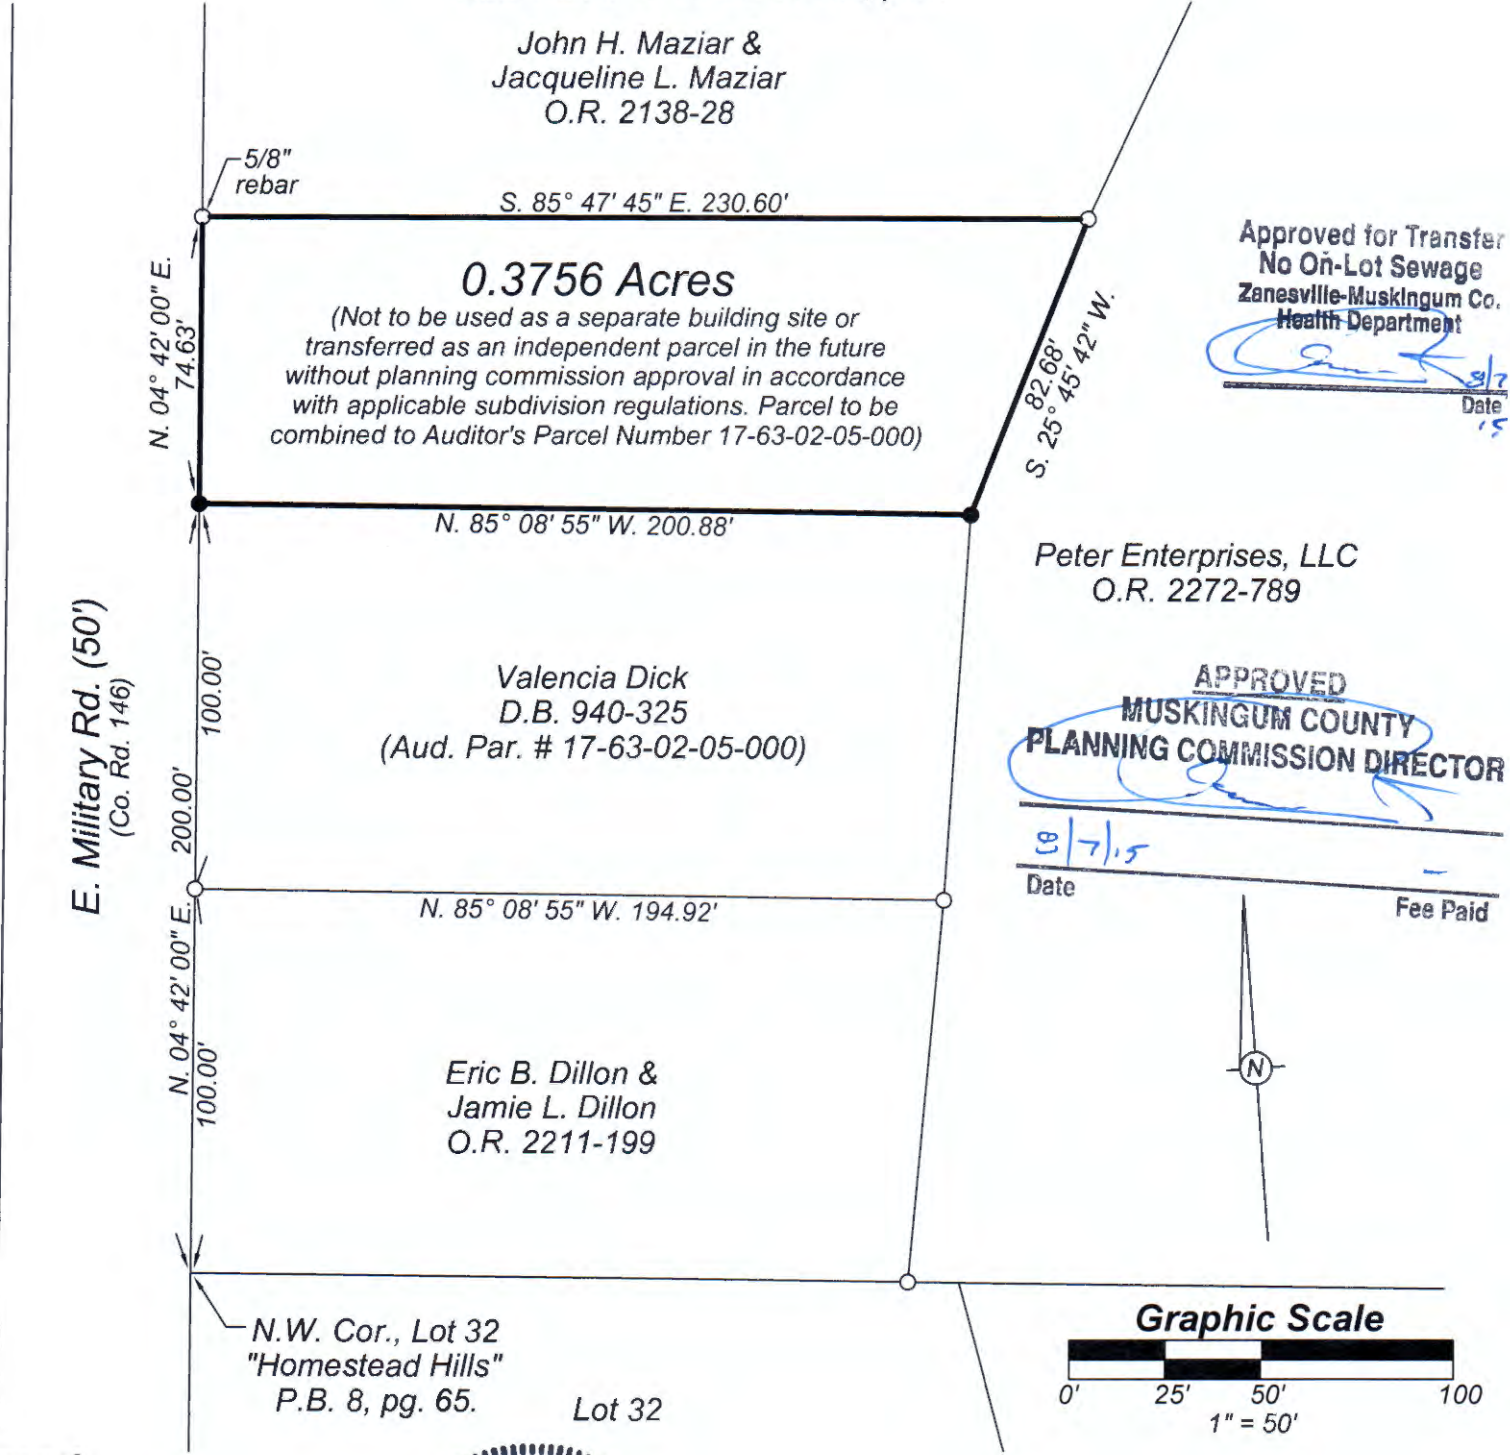 John H. Maziar &
Jacqueline L. Maziar
O.R. 2138-28
5/8"
rebar
S. 85° 47' 45" E. 230.60'
N. 04° 42' 00" E.
74.63'
0.3756 Acres
(Not to be used as a separate building site or
transferred as an independent parcel in the future
without planning commission approval in accordance
with applicable subdivision regulations. Parcel to be
combined to Auditor's Parcel Number 17-63-02-05-000)
82.68'
S. 25° 45' 42" W.
Approved for Transfer
No On-Lot Sewage
Zanesville-Muskingum Co.
Health Department
8/7
Date
15
N. 85° 08' 55" W. 200.88'
Peter Enterprises, LLC
O.R. 2272-789
E. Military Rd. (50')
(Co. Rd. 146)
100.00'
200.00'
Valencia Dick
D.B. 940-325
(Aud. Par. # 17-63-02-05-000)
APPROVED
MUSKINGUM COUNTY
PLANNING COMMISSION DIRECTOR
8/7/15
Date
Fee Paid
N. 85° 08' 55" W. 194.92'
N. 04° 42' 00" E.
100.00'
Eric B. Dillon &
Jamie L. Dillon
O.R. 2211-199
N
N.W. Cor., Lot 32
"Homestead Hills"
P.B. 8, pg. 65.
Lot 32
Graphic Scale
0' 25' 50' 100
1" = 50'